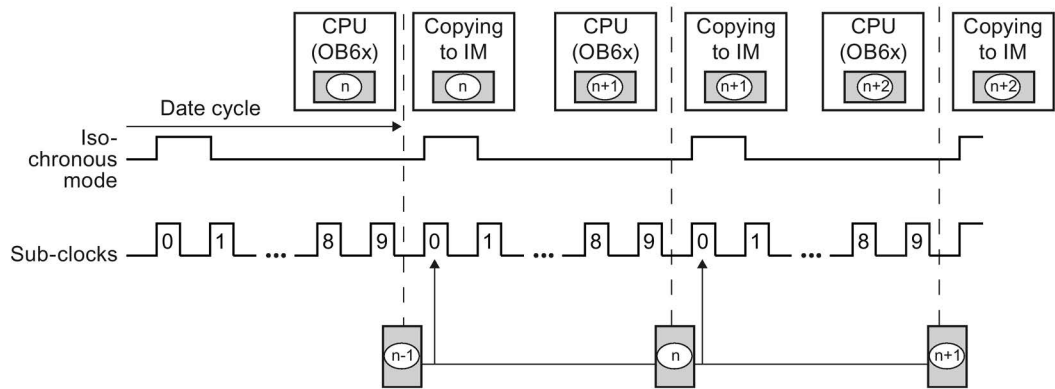 CPU
(OB6x)
n
Copying
to IM
n
CPU
(OB6x)
n+1
Copying
to IM
n+1
CPU
(OB6x)
n+2
Copying
to IM
n+2
Date cycle
Iso-
chronous
mode
Sub-clocks
0 1 ... 8 9 0 1 ... 8 9 0 1 ... 8 9
n-1 n n+1